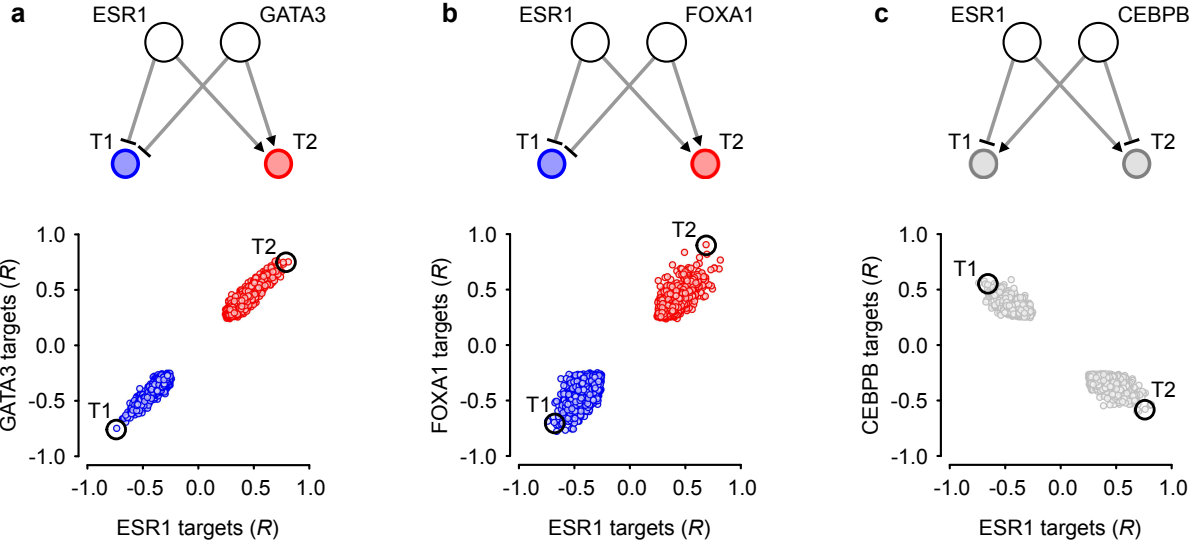 a
ESR1 GATA3
T1 T2
1.0
0.5
0.0
-0.5
-1.0
GATA3 targets (R)
T2
T1
-1.0 -0.5 0.0 0.5 1.0
ESR1 targets (R)
b
ESR1 FOXA1
T1 T2
1.0
0.5
0.0
-0.5
-1.0
FOXA1 targets (R)
T2
T1
-1.0 -0.5 0.0 0.5 1.0
ESR1 targets (R)
c
ESR1 CEBPB
T1 T2
1.0
0.5
0.0
-0.5
-1.0
CEBPB targets (R)
T1
T2
-1.0 -0.5 0.0 0.5 1.0
ESR1 targets (R)